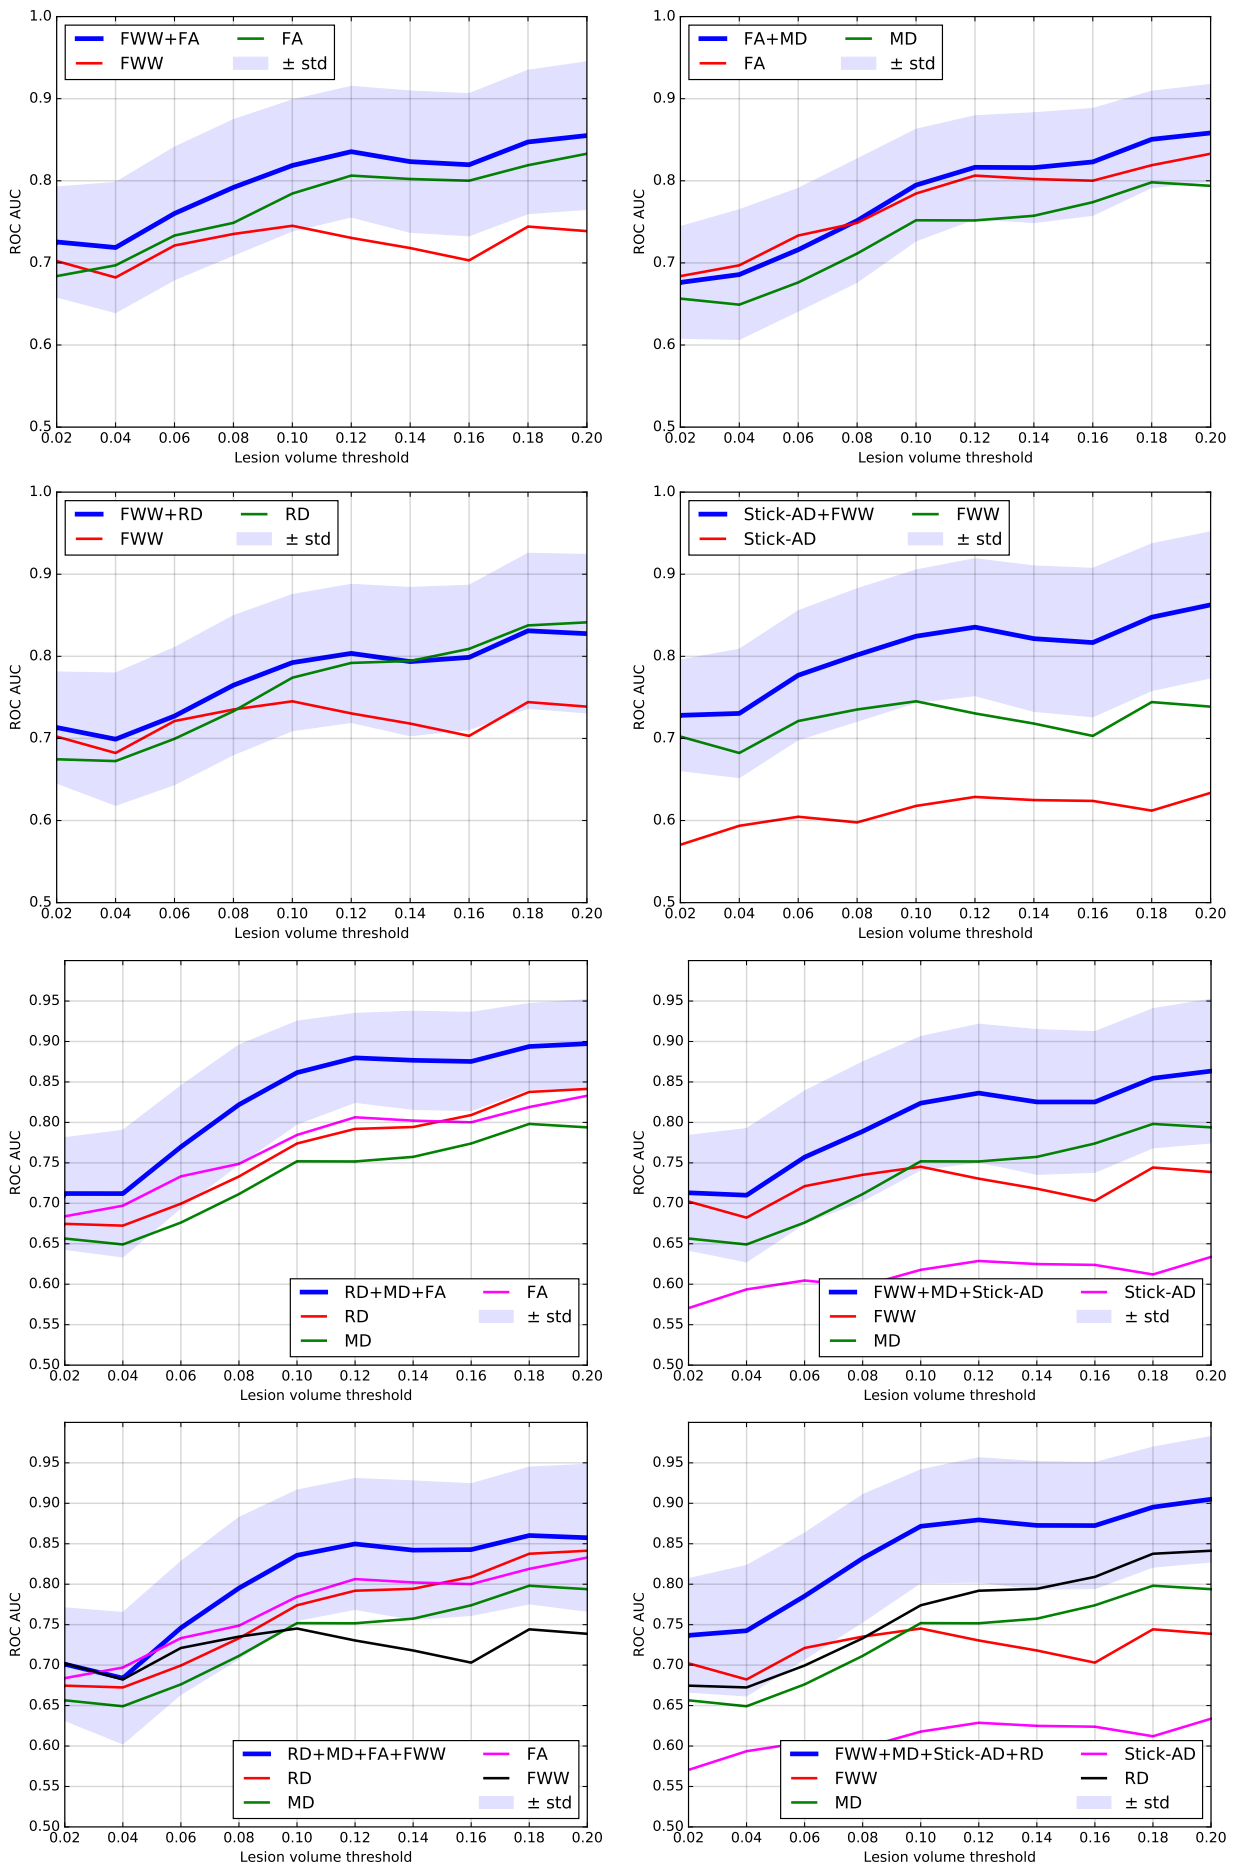 FWW+FA FA
FWW ± std
1.0
0.9
0.8
0.7
0.6
0.5
ROC AUC
0.02 0.04 0.06 0.08 0.10 0.12 0.14 0.16 0.18 0.20
Lesion volume threshold
FA+MD MD
FA ± std
1.0
0.9
0.8
0.7
0.6
0.5
ROC AUC
0.02 0.04 0.06 0.08 0.10 0.12 0.14 0.16 0.18 0.20
Lesion volume threshold
FWW+RD RD
FWW ± std
1.0
0.9
0.8
0.7
0.6
0.5
ROC AUC
0.02 0.04 0.06 0.08 0.10 0.12 0.14 0.16 0.18 0.20
Lesion volume threshold
Stick-AD+FWW FWW
Stick-AD ± std
1.0
0.9
0.8
0.7
0.6
0.5
ROC AUC
0.02 0.04 0.06 0.08 0.10 0.12 0.14 0.16 0.18 0.20
Lesion volume threshold
0.95
0.90
0.85
0.80
0.75
0.70
0.65
0.60
0.55
0.50
ROC AUC
RD+MD+FA FA
RD ± std
MD
0.02 0.04 0.06 0.08 0.10 0.12 0.14 0.16 0.18 0.20
Lesion volume threshold
0.95
0.90
0.85
0.80
0.75
0.70
0.65
0.60
0.55
0.50
ROC AUC
FWW+MD+Stick-AD Stick-AD
FWW ± std
MD
0.02 0.04 0.06 0.08 0.10 0.12 0.14 0.16 0.18 0.20
Lesion volume threshold
0.95
0.90
0.85
0.80
0.75
0.70
0.65
0.60
0.55
0.50
ROC AUC
RD+MD+FA+FWW FA
RD FWW
MD ± std
0.02 0.04 0.06 0.08 0.10 0.12 0.14 0.16 0.18 0.20
Lesion volume threshold
0.95
0.90
0.85
0.80
0.75
0.70
0.65
0.60
0.55
0.50
ROC AUC
FWW+MD+Stick-AD+RD Stick-AD
FWW RD
MD ± std
0.02 0.04 0.06 0.08 0.10 0.12 0.14 0.16 0.18 0.20
Lesion volume threshold